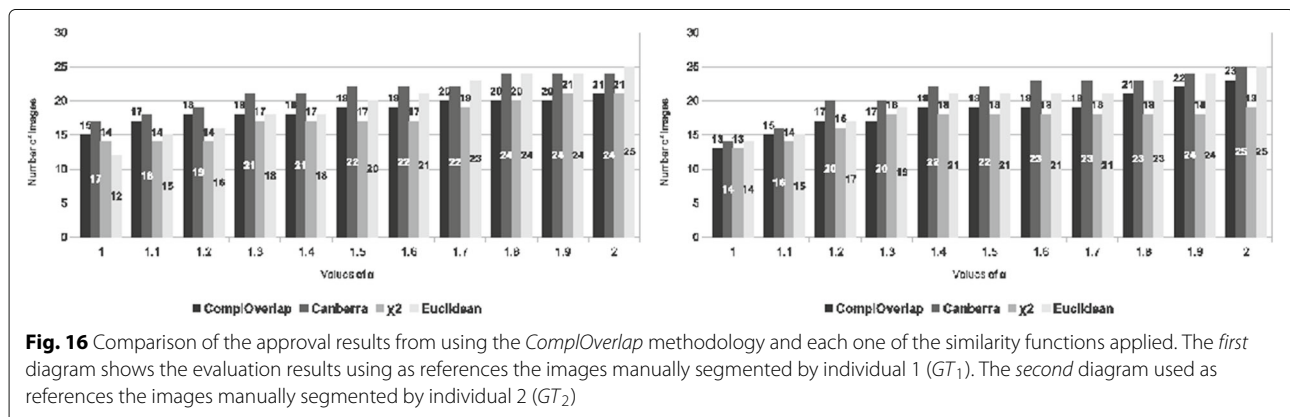 Number of Images
30
25
20
15
10
5
0
15 17 18 18 18 19 19 20 20 20 21
14 14 14 17 17 17 17 19 20 21 21
17 18 19 21 21 22 22 22 24 24 24
12 15 16 18 18 20 21 23 24 24 25
1 1.1 1.2 1.3 1.4 1.5 1.6 1.7 1.8 1.9 2
Values of α
ComplOverlap Canberra χ2 Euclidean
Number of Images
30
25
20
15
10
5
0
13 15 17 17 19 19 19 19 21 22 23
13 14 16 18 18 18 18 18 18 18 19
14 16 20 20 22 22 23 23 23 24 25
14 15 17 19 21 21 21 21 23 24 25
1 1.1 1.2 1.3 1.4 1.5 1.6 1.7 1.8 1.9 2
Values of α
ComplOverlap Canberra χ2 Euclidean
Fig. 16 Comparison of the approval results from using the ComplOverlap methodology and each one of the similarity functions applied. The first
diagram shows the evaluation results using as references the images manually segmented by individual 1 (GT1). The second diagram used as
references the images manually segmented by individual 2 (GT2)